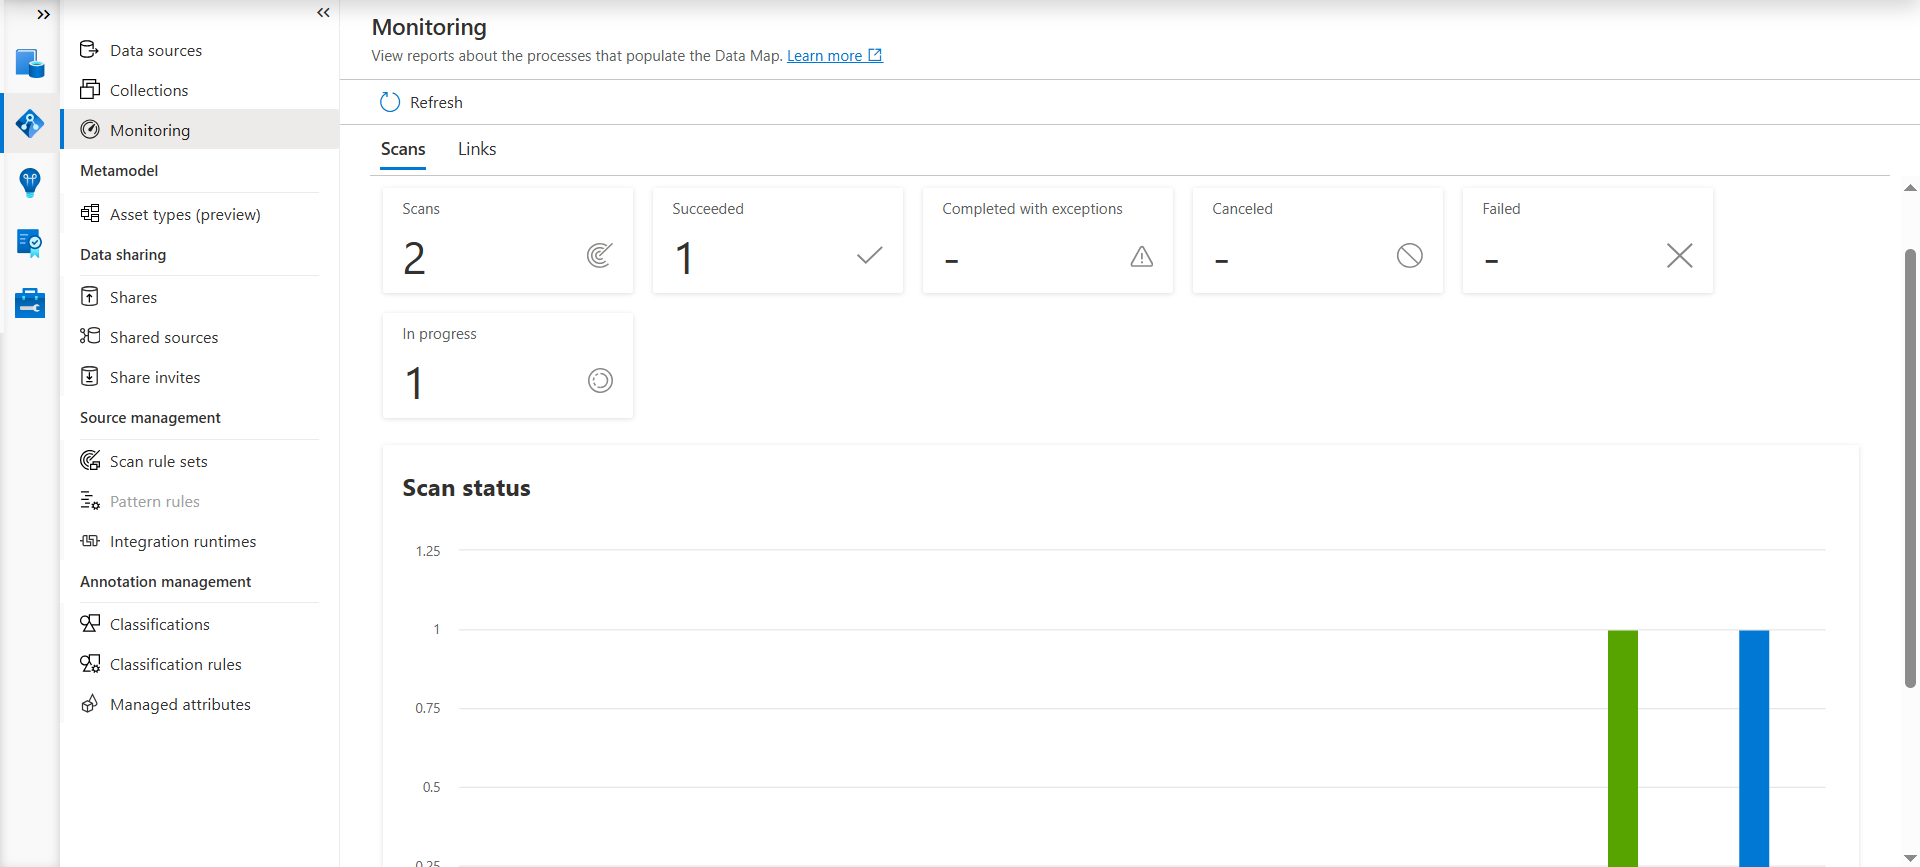 Data sources
Collections
Monitoring
Metamodel
Asset types (preview)
Data sharing
Shares
Shared sources
Share invites
Source management
Scan rule sets
Pattern rules
Integration runtimes
Annotation management
Classifications
Classification rules
Managed attributes
Monitoring
View reports about the processes that populate the Data Map. Learn more
Refresh
Scans Links
Scans
2
Succeeded
1
Completed with exceptions
-
Canceled
-
Failed
-
In progress
1
Scan status
1.25
1
0.75
0.5
0.25